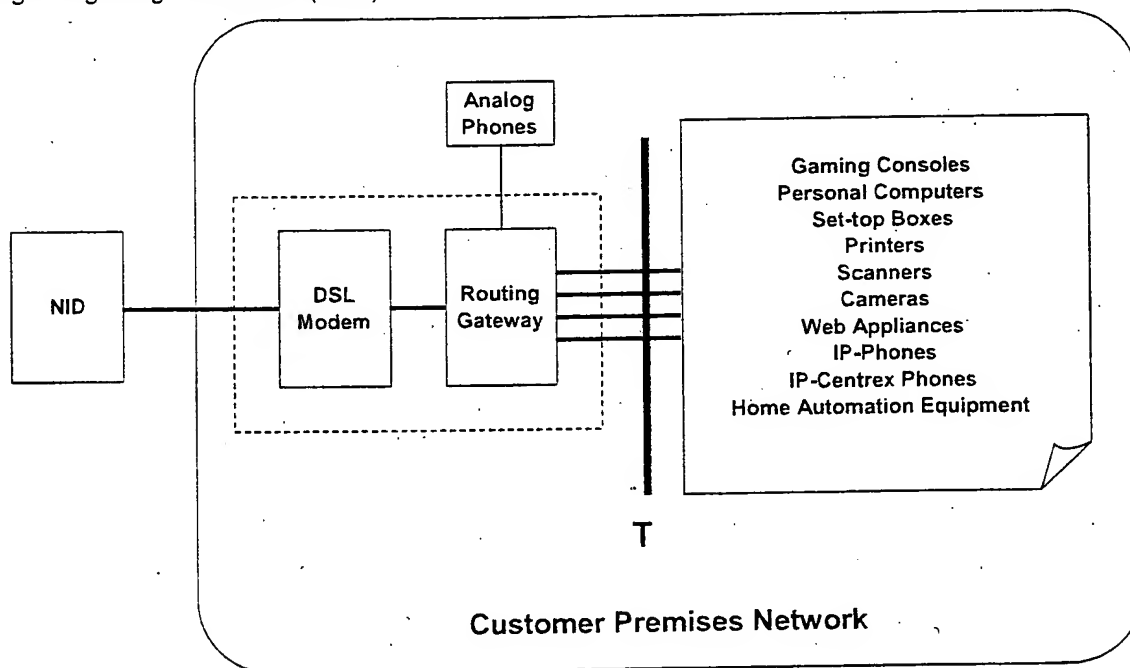 Analog
Phones
NID
DSL
Modem
Routing
Gateway
Gaming Consoles
Personal Computers
Set-top Boxes
Printers
Scanners
Cameras
Web Appliances
IP-Phones
IP-Centrex Phones
Home Automation Equipment
T
Customer Premises Network